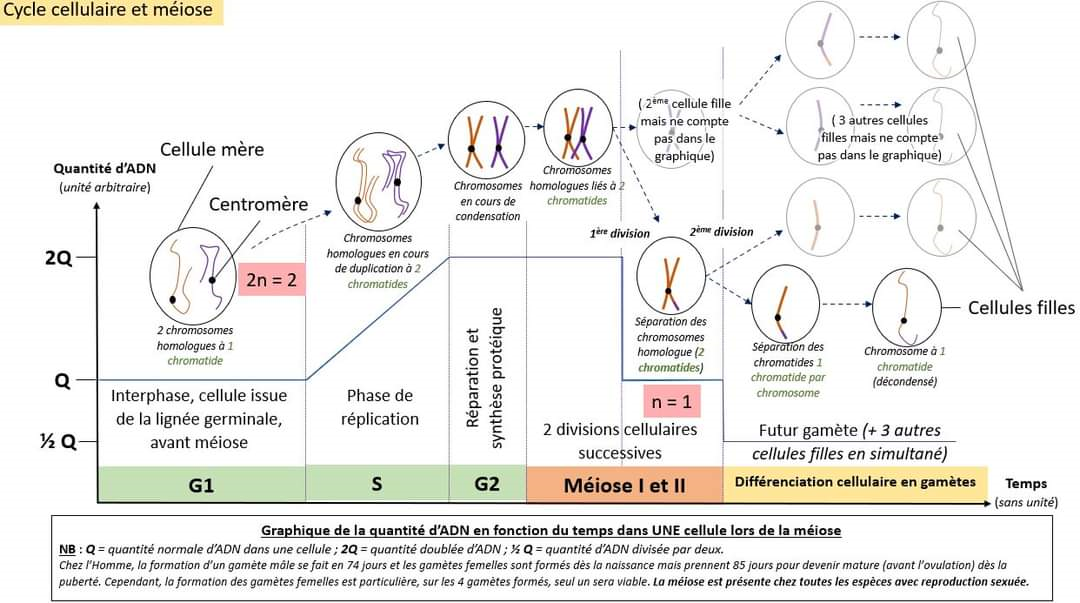 Cycle cellulaire et méiose
Quantité d'ADN
(unité arbitraire)
2Q
Q
½ Q
Cellule mère
Centromère
2n = 2
2 chromosomes
homologues à 1
chromatide
Chromosomes
homologues en cours
de duplication à 2
chromatides
Chromosomes
en cours de
condensation
Chromosomes
homologues liés à 2
chromatides
( 2ème cellule fille
mais ne compte
pas dans le
graphique)
( 3 autres cellules
filles mais ne compte
pas dans le graphique)
1ère division
2ème division
Séparation des
chromosomes
homologue (2
chromatides)
Séparation des
chromatides 1
chromatide par
chromosome
Chromosome à 1
chromatide
(décondensé)
Cellules filles
n = 1
Interphase, cellule issue
de la lignée germinale,
avant méiose
Phase de
réplication
Réparation et
synthèse protéique
2 divisions cellulaires
successives
Futur gamète (+ 3 autres
cellules filles en simultané)
G1
S
G2
Méiose I et II
Différenciation cellulaire en gamètes
Temps
(sans unité)
Graphique de la quantité d'ADN en fonction du temps dans UNE cellule lors de la méiose
NB : Q = quantité normale d'ADN dans une cellule ; 2Q = quantité doublée d'ADN ; ½ Q = quantité d'ADN divisée par deux.
Chez l'Homme, la formation d'un gamète mâle se fait en 74 jours et les gamètes femelles sont formés dès la naissance mais prennent 85 jours pour devenir mature (avant l'ovulation) dès la
puberté. Cependant, la formation des gamètes femelles est particulière, sur les 4 gamètes formés, seul un sera viable. La méiose est présente chez toutes les espèces avec reproduction sexuée.